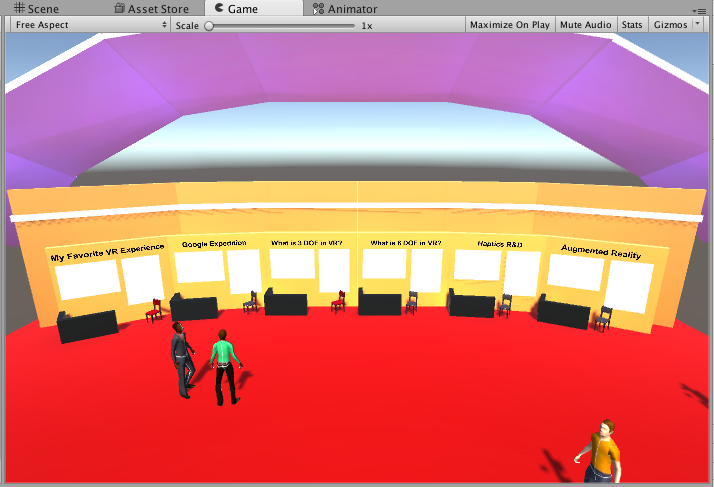 Scene
Asset Store
Game
Animator
Free Aspect
Scale
1x
Maximize On Play
Mute Audio
Stats
Gizmos
My Favorite VR Experience
Google Expedition
What is 3 DOF in VR?
What is 6 DOF in VR?
Haptics R&D
Augmented Reality